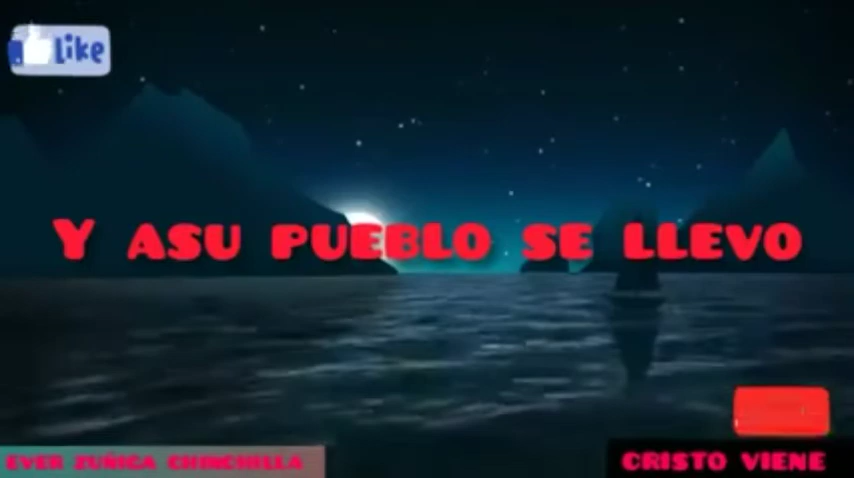 Like
Y ASU PUEBLO SE LLEVO
EVER ZUÑIGA CHINCHILLA
CRISTO VIENE